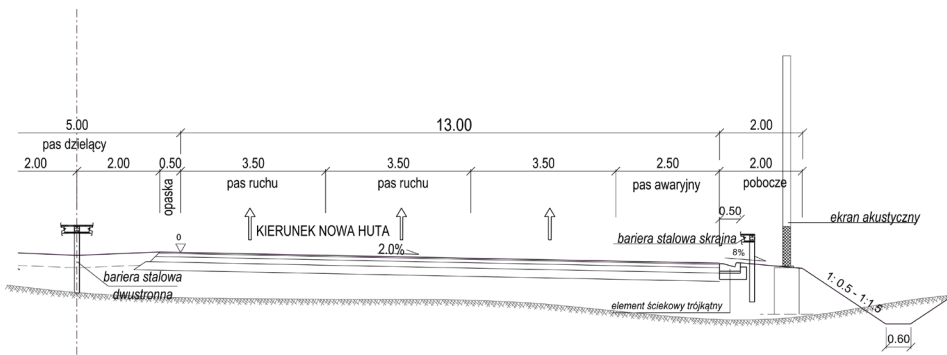 5.00
13.00
2.00
pas dzielący
2.00
2.00
0.50
3.50
3.50
3.50
2.50
2.00
opaska
pas ruchu
pas ruchu
pas awaryjny
pobocze
0.50
ekran akustyczny
KIERUNEK NOWA HUTA
0
2.0%
bariera stalowa skrajna
8%
bariera stalowa
dwustronna
element ściekowy trójkątny
1: 0.5 - 1:1.5
0.60